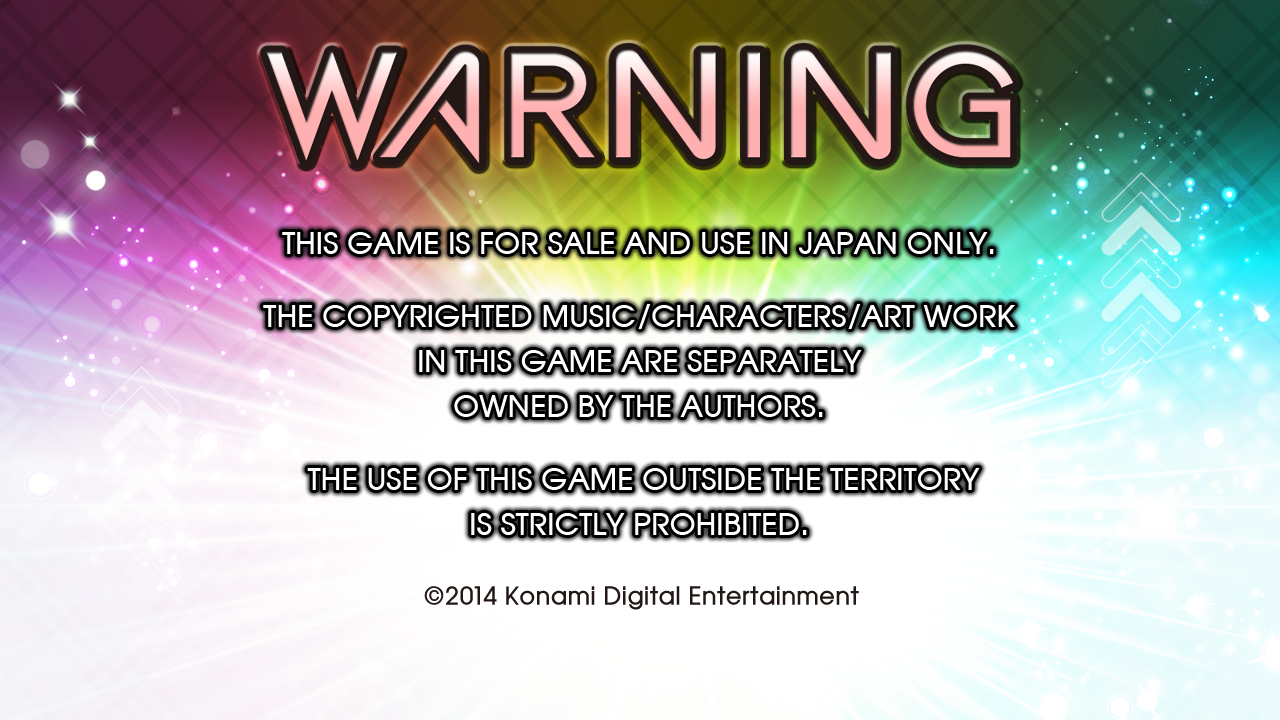 WARNING
THIS GAME IS FOR SALE AND USE IN JAPAN ONLY.
THE COPYRIGHTED MUSIC/CHARACTERS/ART WORK
IN THIS GAME ARE SEPARATELY
OWNED BY THE AUTHORS.
THE USE OF THIS GAME OUTSIDE THE TERRITORY
IS STRICTLY PROHIBITED.
©2014 Konami Digital Entertainment